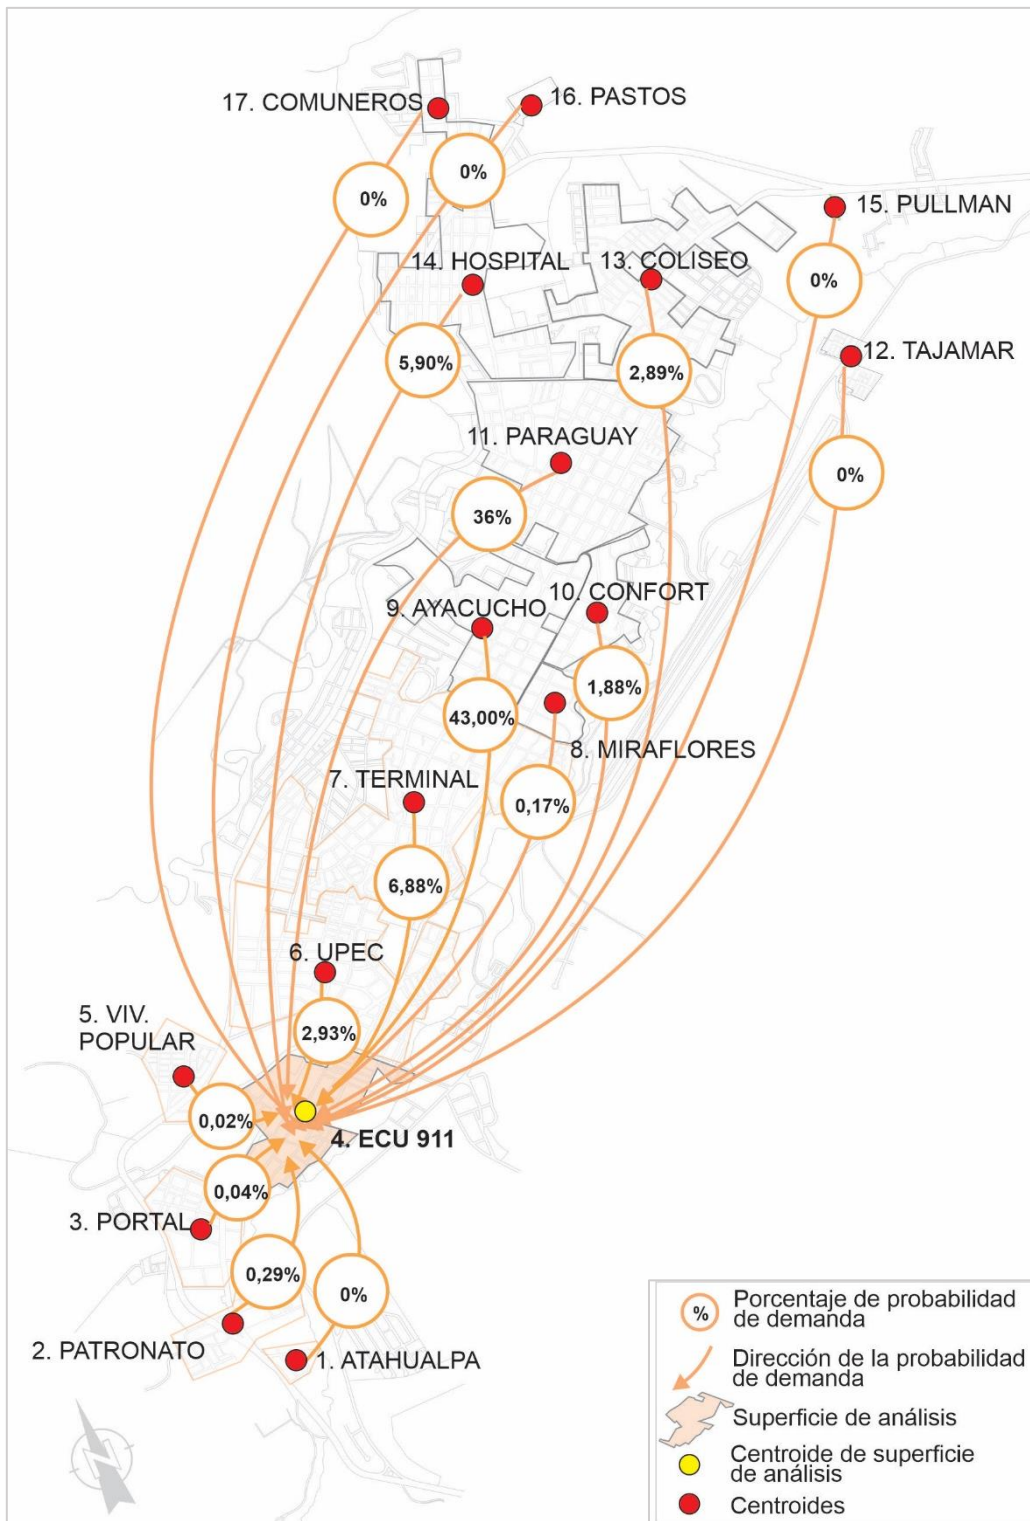 17. COMUNEROS
16. PASTOS
0%
0%
15. PULLMAN
14. HOSPITAL
13. COLISEO
0%
5,90%
2,89%
12. TAJAMAR
11. PARAGUAY
0%
36%
10. CONFORT
9. AYACUCHO
1,88%
43,00%
8. MIRAFLORES
7. TERMINAL
0,17%
6,88%
6. UPEC
5. VIV.
POPULAR
2,93%
0,02%
4. ECU 911
0,04%
3. PORTAL
0,29%
0%
2. PATRONATO
1. ATAHUALPA
% Porcentaje de probabilidad
de demanda
Dirección de la probabilidad
de demanda
Superficie de análisis
Centroide de superficie
de análisis
Centroides